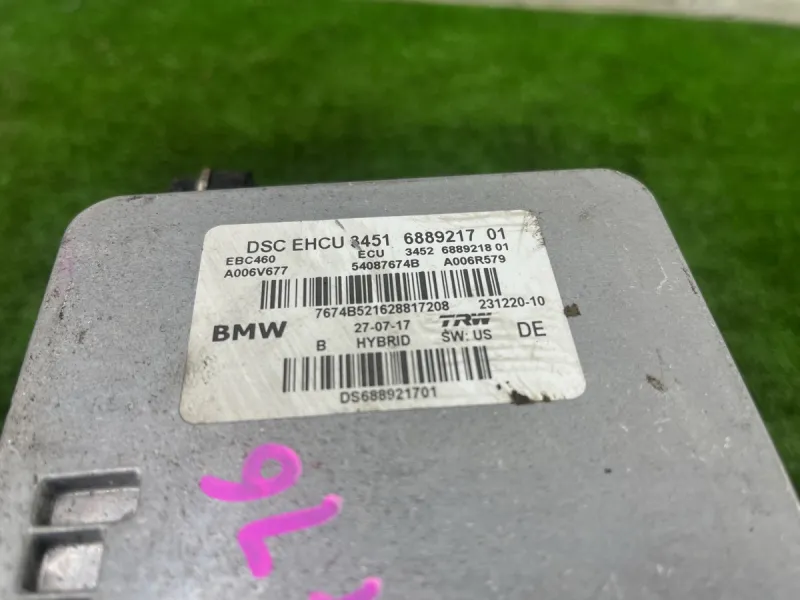 DSC EHCU 3451 6889217 01
EBC460 ECU 3452 6889218 01
A006V677 54087674B A006R579
7674B521628817208 231220-10
BMW 27-07-17 TRW DE
B HYBRID SW: US
DS688921701